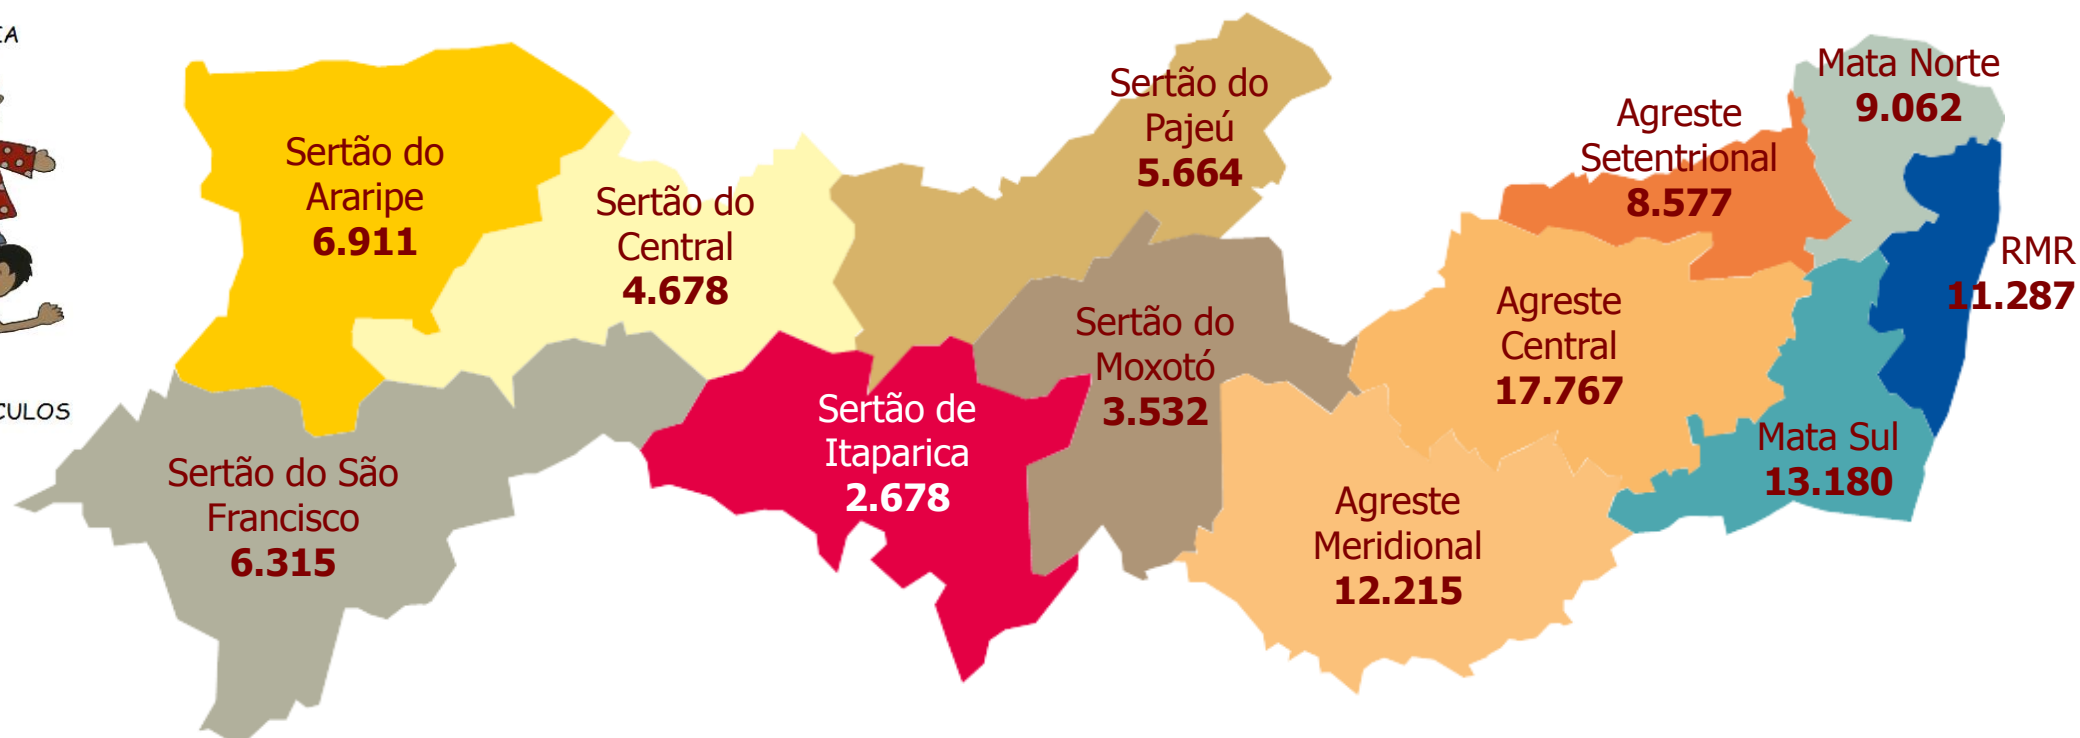 Sertão do
Araripe
6.911
Sertão do
Central
4.678
Sertão do
Pajeú
5.664
Agreste
Setentrional
8.577
Mata Norte
9.062
RMR
11.287
Sertão do São
Francisco
6.315
Sertão de
Itaparica
2.678
Sertão do
Moxotó
3.532
Agreste
Central
17.767
Agreste
Meridional
12.215
Mata Sul
13.180